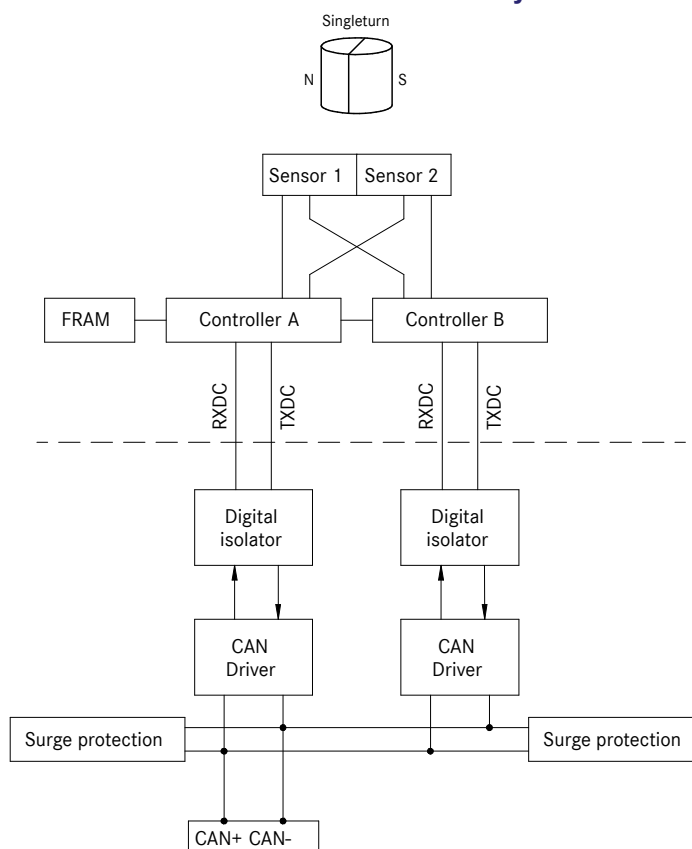 Singleturn
N S
Sensor 1 Sensor 2
FRAM Controller A Controller B
RXDC TXDC RXDC TXDC
Digital
isolator
Digital
isolator
CAN
Driver
CAN
Driver
Surge protection Surge protection
CAN+ CAN-